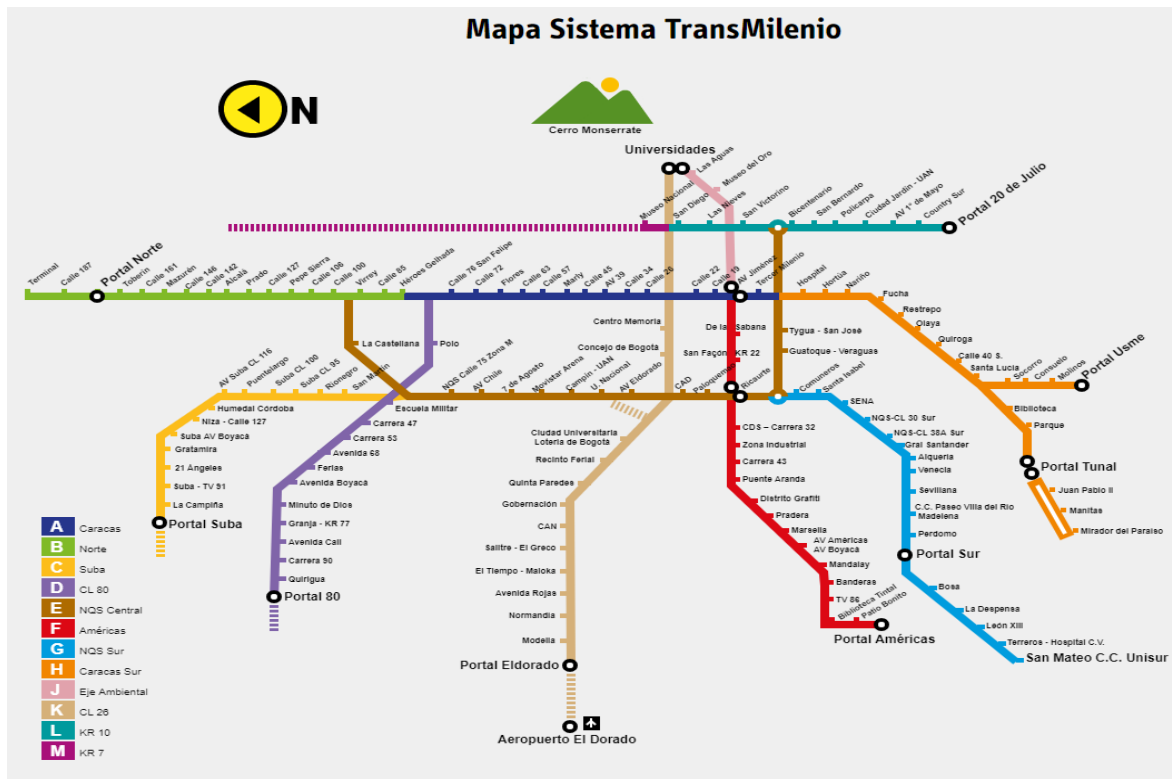 Mapa Sistema TransMilenio
N
Cerro Monserrate
Universidades
Las Aguas
Museo del Oro
Museo Nacional
San Diego
Las Nieves
San Victorino
Bicentenario
San Bernardo
Policarpa
Ciudad Jardín - UAN
AV 1° de Mayo
Country Sur
Portal 20 de Julio
Terminal
Calle 187
Portal Norte
Toberín
Calle 161
Mazurén
Calle 146
Calle 142
Alcalá
Prado
Calle 127
Pepe Sierra
Calle 106
Calle 100
Virrey
Calle 85
Héroes Gelhada
Calle 76 San Felipe
Calle 72
Flores
Calle 63
Calle 57
Marly
Calle 45
AV 39
Calle 34
Calle 26
Calle 22
Calle 19
AV Jiménez
Tercer Milenio
Hospital
Hortúa
Nariño
Fucha
Restrepo
Olaya
Quiroga
Calle 40 S.
Santa Lucia
Socorro
Consuelo
Molinos
Portal Usme
Biblioteca
Parque
Portal Tunal
Juan Pablo II
Manitas
Mirador del Paraiso
Centro Memoria
Concejo de Bogotá
De la Sabana
San Façón KR 22
Tygua - San José
Guatoque - Veraguas
La Castellana
Polo
NQS Calle 75 Zona M
AV Chile
7 de Agosto
Movistar Arena
Campín - UAN
U. Nacional
AV Eldorado
CAD
Paloquemao
Ricaurte
Comuneros
Santa Isabel
SENA
NQS-CL 30 Sur
NQS-CL 38A Sur
Gral Santander
Alqueria
Venecia
Sevillana
C.C. Paseo Villa del Río
Madelena
Perdomo
Portal Sur
Bosa
La Despensa
León XIII
Terreros - Hospital C.V.
San Mateo C.C. Unisur
AV Suba CL 116
Puentelargo
Suba CL 100
Suba CL 95
Rionegro
San Martín
Humedal Córdoba
Niza - Calle 127
Suba AV Boyacá
Gratamira
21 Angeles
Suba - TV 91
La Campiña
Portal Suba
Escuela Militar
Carrera 47
Carrera 53
Avenida 68
Ferias
Avenida Boyacá
Minuto de Dios
Granja - KR 77
Avenida Cali
Carrera 90
Quirigua
Portal 80
Ciudad Universitaria
Lotería de Bogotá
Recinto Ferial
Quinta Paredes
Gobernación
CAN
Salitre - El Greco
El Tiempo - Maloka
Avenida Rojas
Normandia
Modelia
Portal Eldorado
Aeropuerto El Dorado
CDS – Carrera 32
Zona Industrial
Carrera 43
Puente Aranda
Distrito Grafiti
Pradera
Marsella
AV Américas
AV Boyacá
Mandalay
Banderas
TV 86
Biblioteca Tintal
Patio Bonito
Portal Américas
A Caracas
B Norte
C Suba
D CL 80
E NQS Central
F Américas
G NQS Sur
H Caracas Sur
J Eje Ambiental
K CL 26
L KR 10
M KR 7